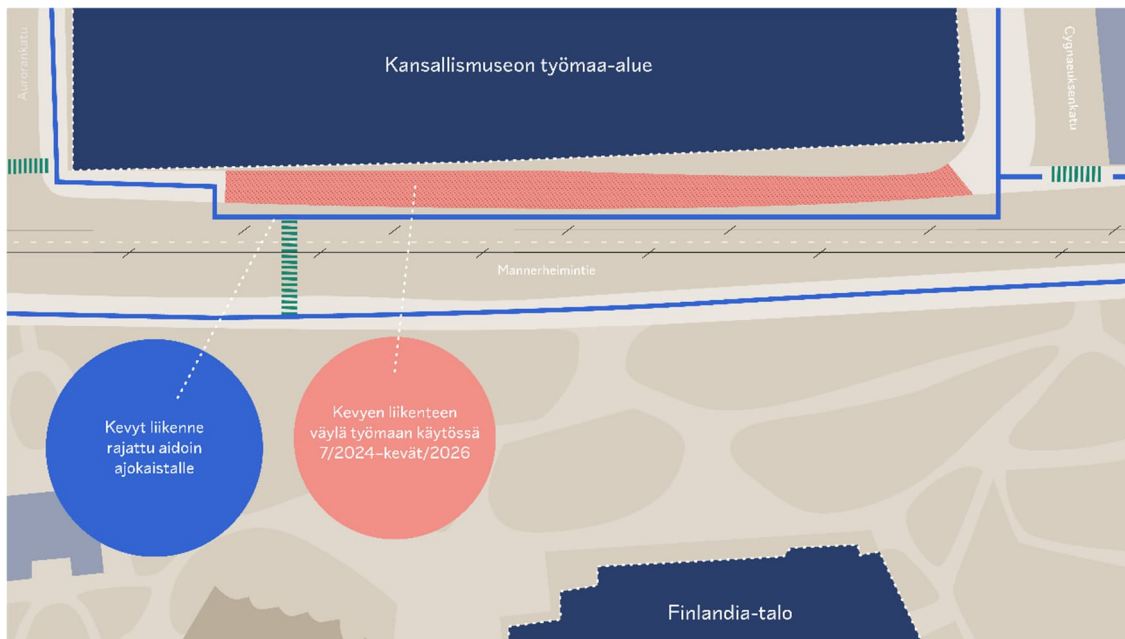 Kansallismuseon työmaa-alue
Aurorankatu
Cygnaeuksenkatu
Mannerheimintie
Kevyt liikenne
rajattu aidoin
ajokaistalle
Kevyen liikenteen
väylä työmaan käytössä
7/2024–kevät/2026
Finlandia-talo